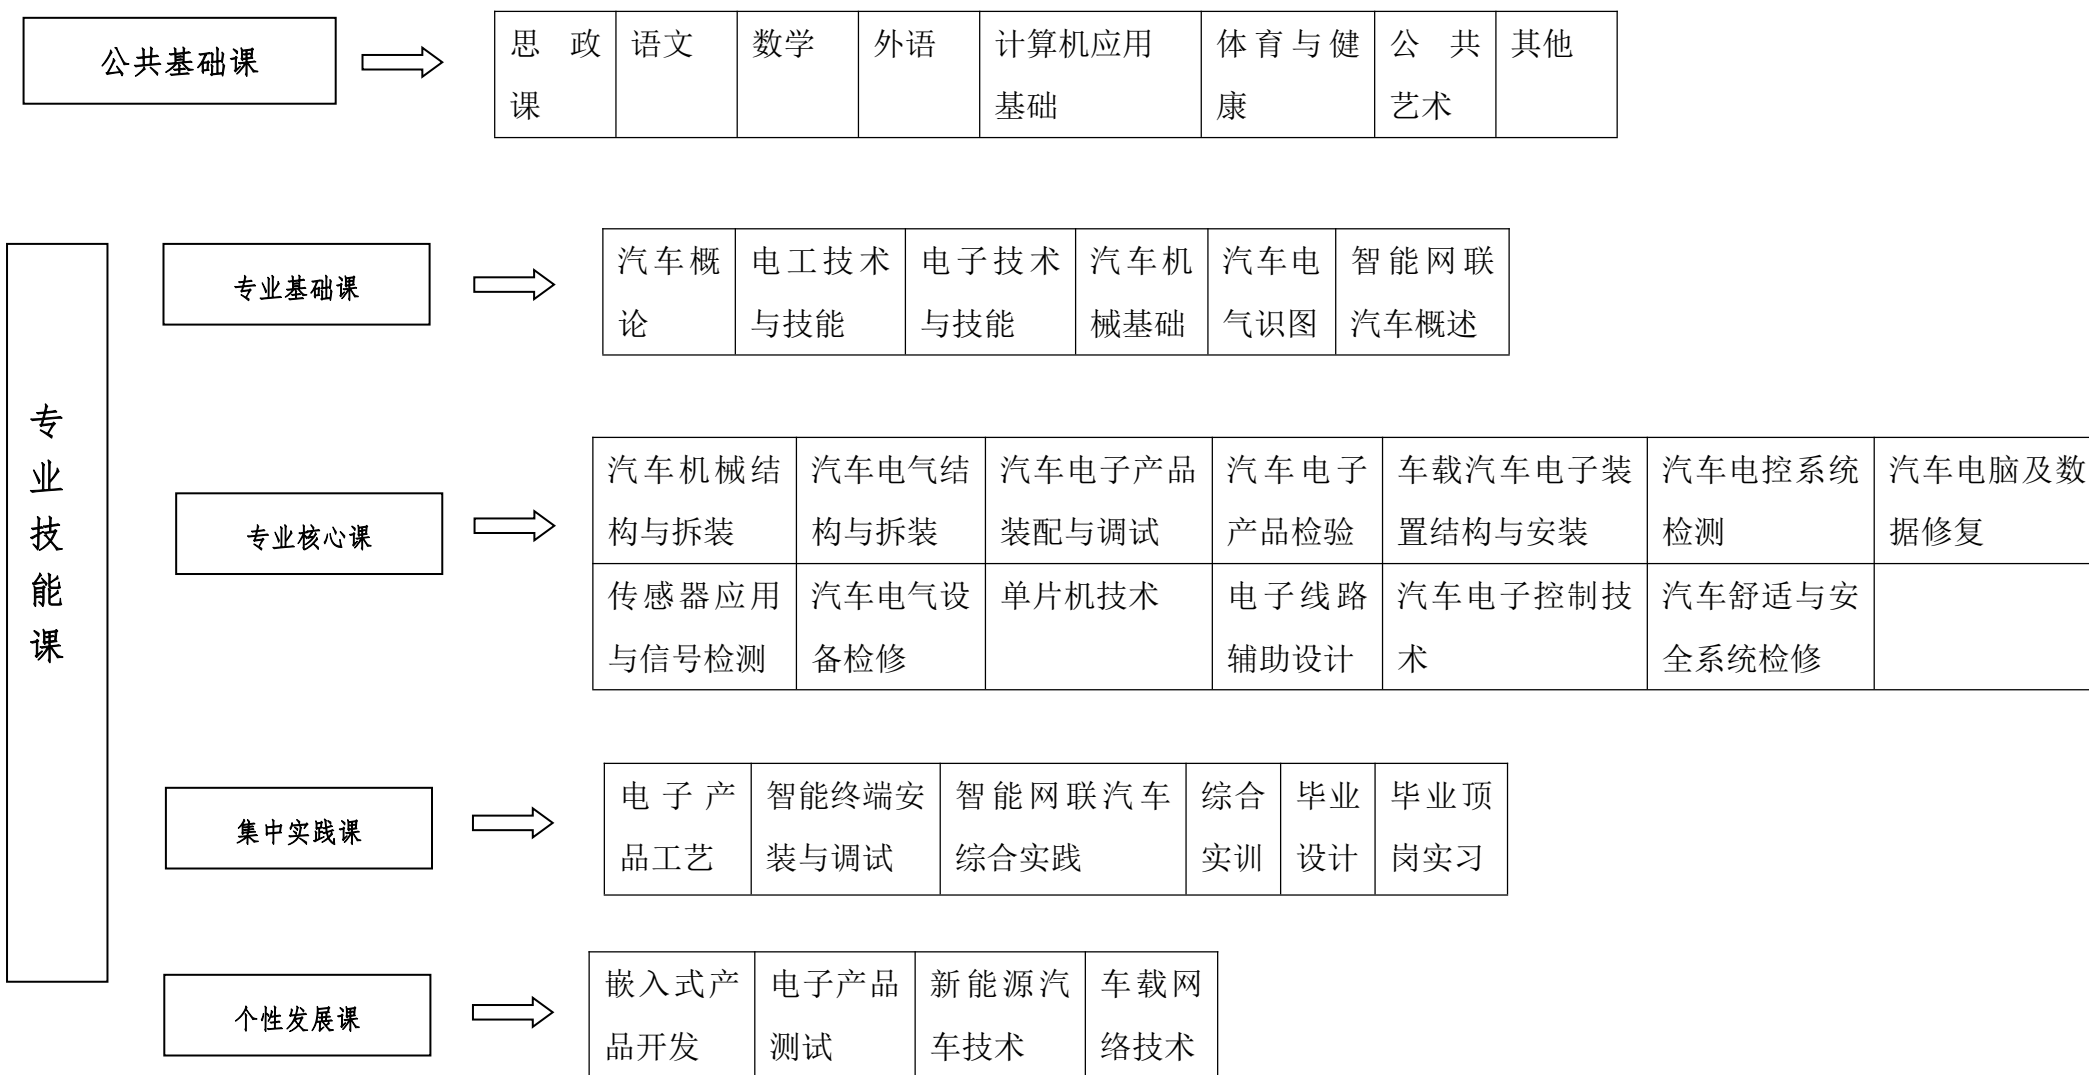 公共基础课
思政课
语文
数学
外语
计算机应用基础
体育与健康
公共艺术
其他
专业技能课
专业基础课
汽车概论
电工技术与技能
电子技术与技能
汽车机械基础
汽车电气识图
智能网联汽车概述
专业核心课
汽车机械结构与拆装
汽车电气结构与拆装
汽车电子产品装配与调试
汽车电子产品检验
车载汽车电子装置结构与安装
汽车电控系统检测
汽车电脑及数据修复
传感器应用与信号检测
汽车电气设备检修
单片机技术
电子线路辅助设计
汽车电子控制技术
汽车舒适与安全系统检修
集中实践课
电子产品工艺
智能终端安装与调试
智能网联汽车综合实践
综合实训
毕业设计
毕业顶岗实习
个性发展课
嵌入式产品开发
电子产品测试
新能源汽车技术
车载网络技术